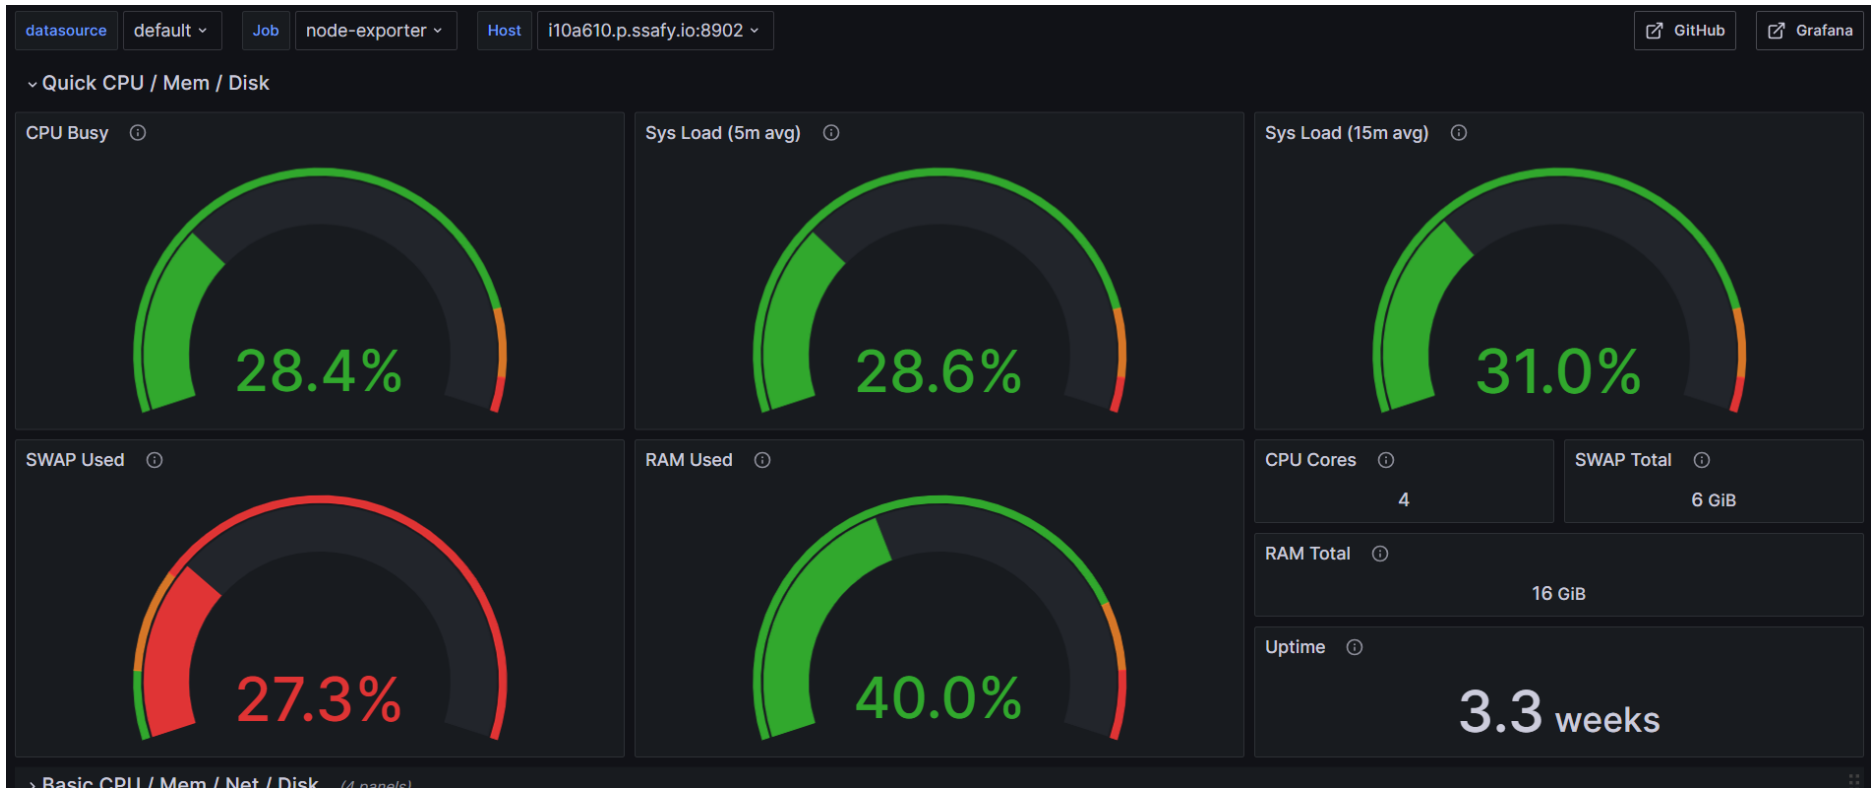 datasource default Job node-exporter Host i10a610.p.ssafy.io:8902 GitHub Grafana
Quick CPU / Mem / Disk
CPU Busy
28.4%
Sys Load (5m avg)
28.6%
Sys Load (15m avg)
31.0%
SWAP Used
27.3%
RAM Used
40.0%
CPU Cores
4
SWAP Total
6 GiB
RAM Total
16 GiB
Uptime
3.3 weeks
Basic CPU / Mem / Net / Disk (4 panels)